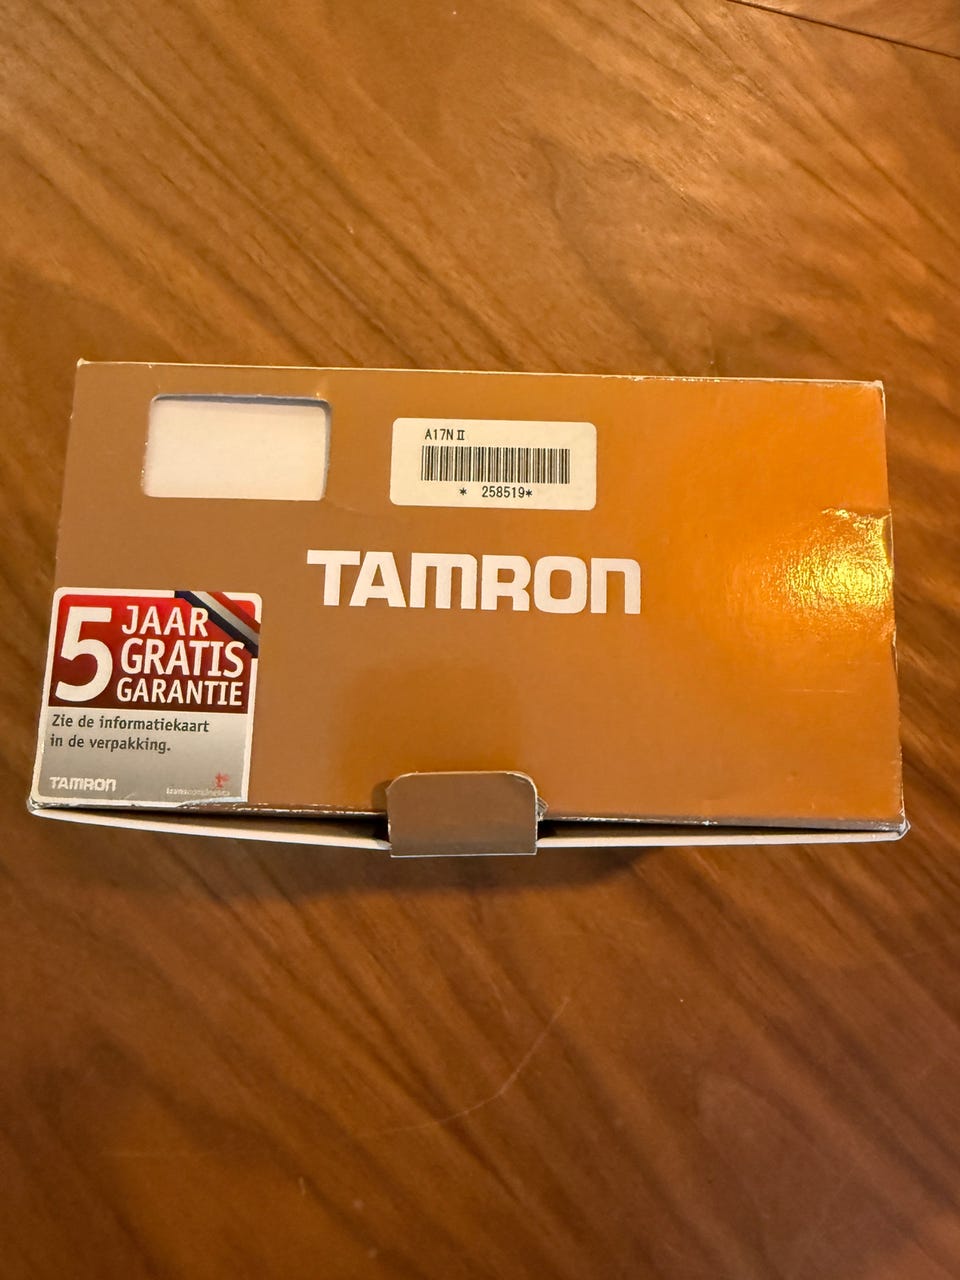 A17N Ⅱ
* 258519*
TAMRON
5 JAAR
GRATIS
GARANTIE
Zie de informatiekaart
in de verpakking.
TAMRON